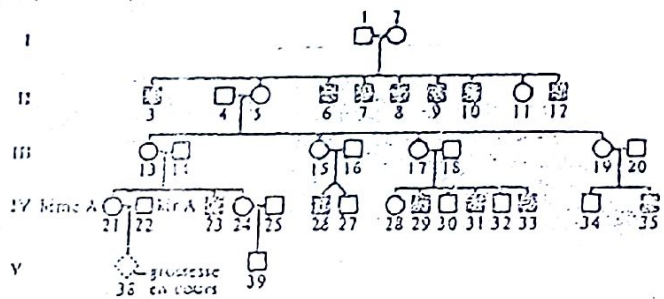 I
1 2
II
3 4 5 6 7 8 9 10 11 12
III
13 14 15 16 17 18 19 20
IV Mme A Mr A
21 22 23 24 25 26 27 28 29 30 31 32 33 34 35
V
38 grossesse 39
en cours